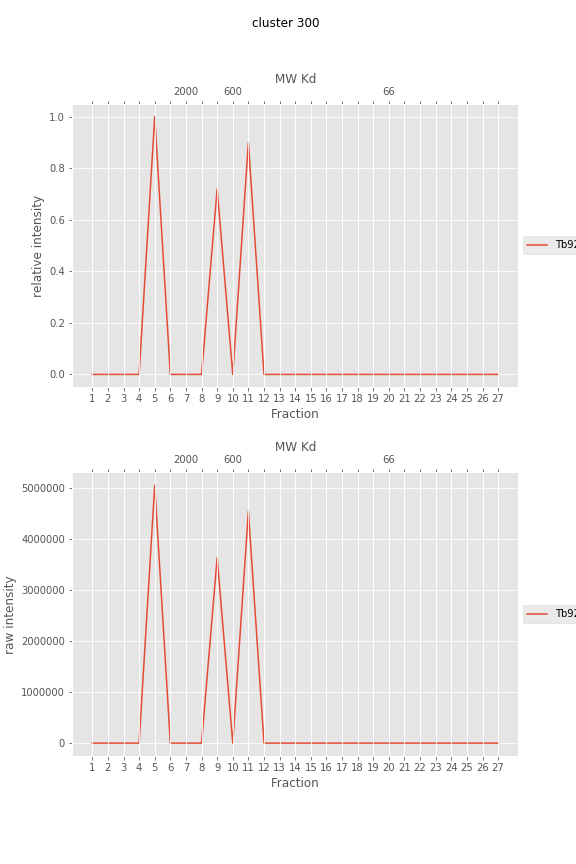 cluster 300
MW Kd
2000 600 66
1.0
0.8
0.6
0.4
0.2
0.0
relative intensity
Tb92
1 2 3 4 5 6 7 8 9 10 11 12 13 14 15 16 17 18 19 20 21 22 23 24 25 26 27
Fraction
MW Kd
2000 600 66
5000000
4000000
3000000
2000000
1000000
0
raw intensity
Tb92
1 2 3 4 5 6 7 8 9 10 11 12 13 14 15 16 17 18 19 20 21 22 23 24 25 26 27
Fraction